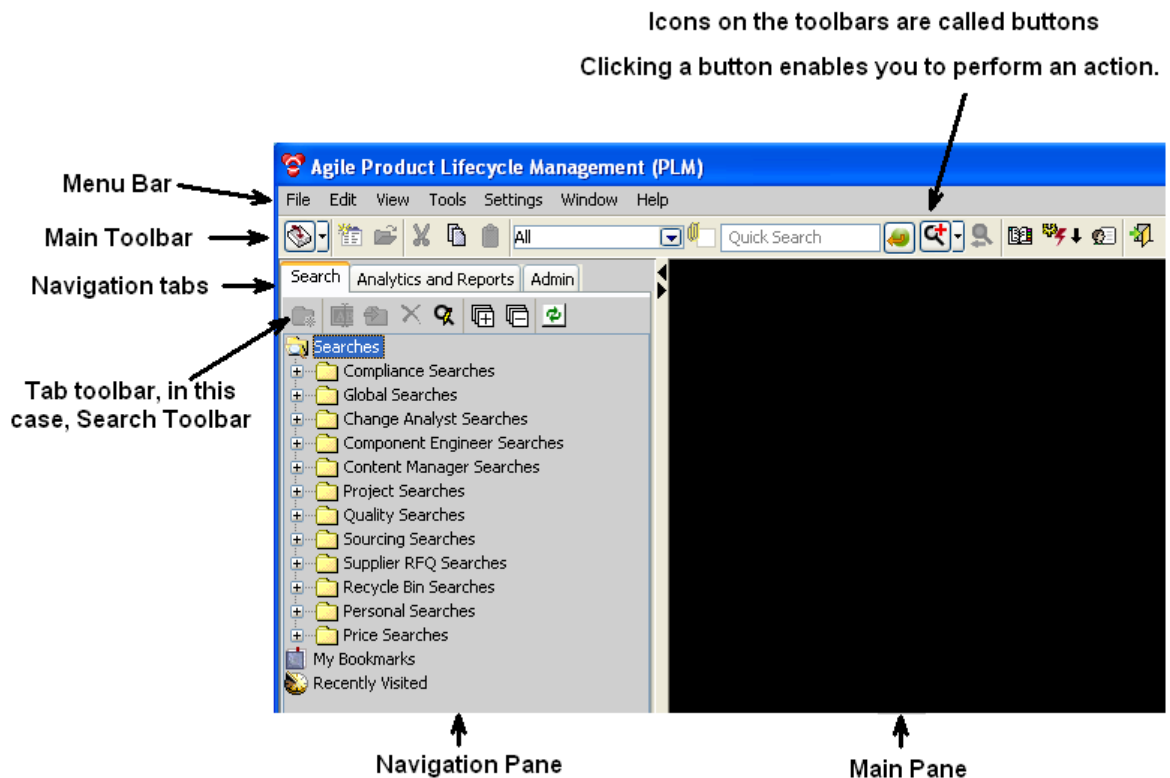 Icons on the toolbars are called buttons
Clicking a button enables you to perform an action.
Agile Product Lifecycle Management (PLM)
Menu Bar
File Edit View Tools Settings Window Help
Main Toolbar
All
Quick Search
Navigation tabs
Search Analytics and Reports Admin
Searches
Compliance Searches
Global Searches
Tab toolbar, in this
case, Search Toolbar
Change Analyst Searches
Component Engineer Searches
Content Manager Searches
Project Searches
Quality Searches
Sourcing Searches
Supplier RFQ Searches
Recycle Bin Searches
Personal Searches
Price Searches
My Bookmarks
Recently Visited
Navigation Pane
Main Pane